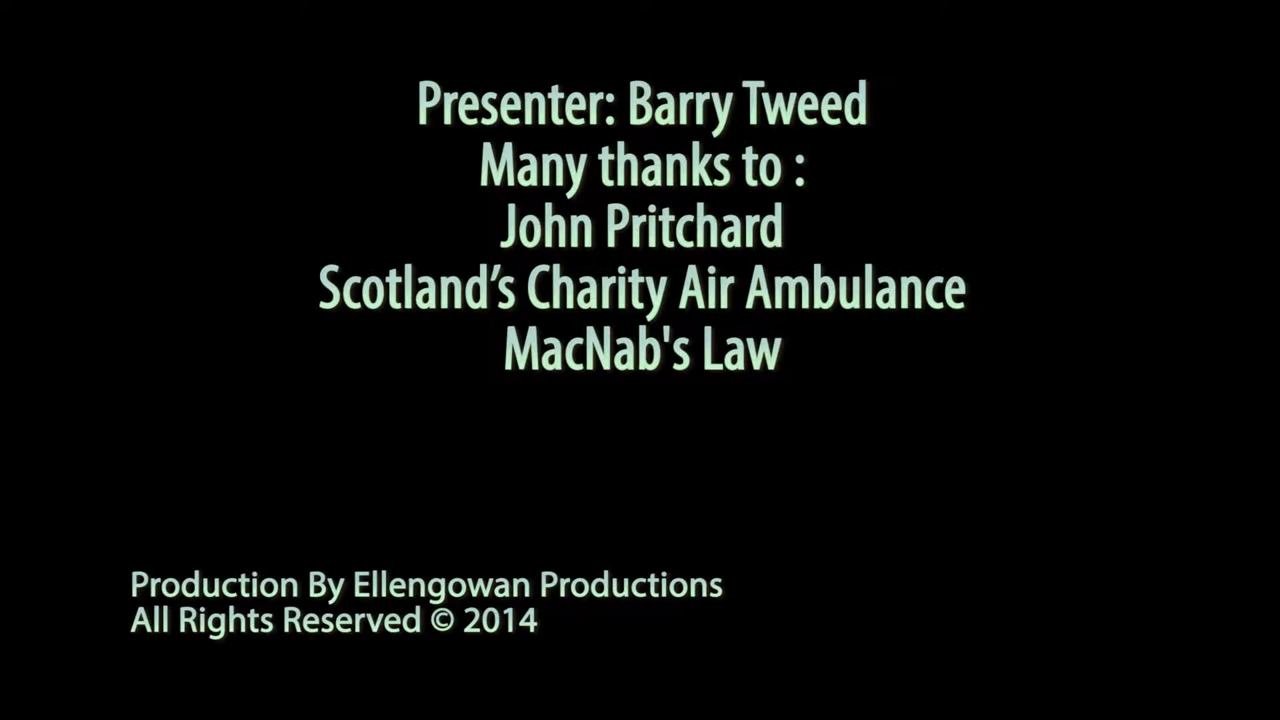 Presenter: Barry Tweed
Many thanks to :
John Pritchard
Scotland’s Charity Air Ambulance
MacNab's Law
Production By Ellengowan Productions
All Rights Reserved © 2014